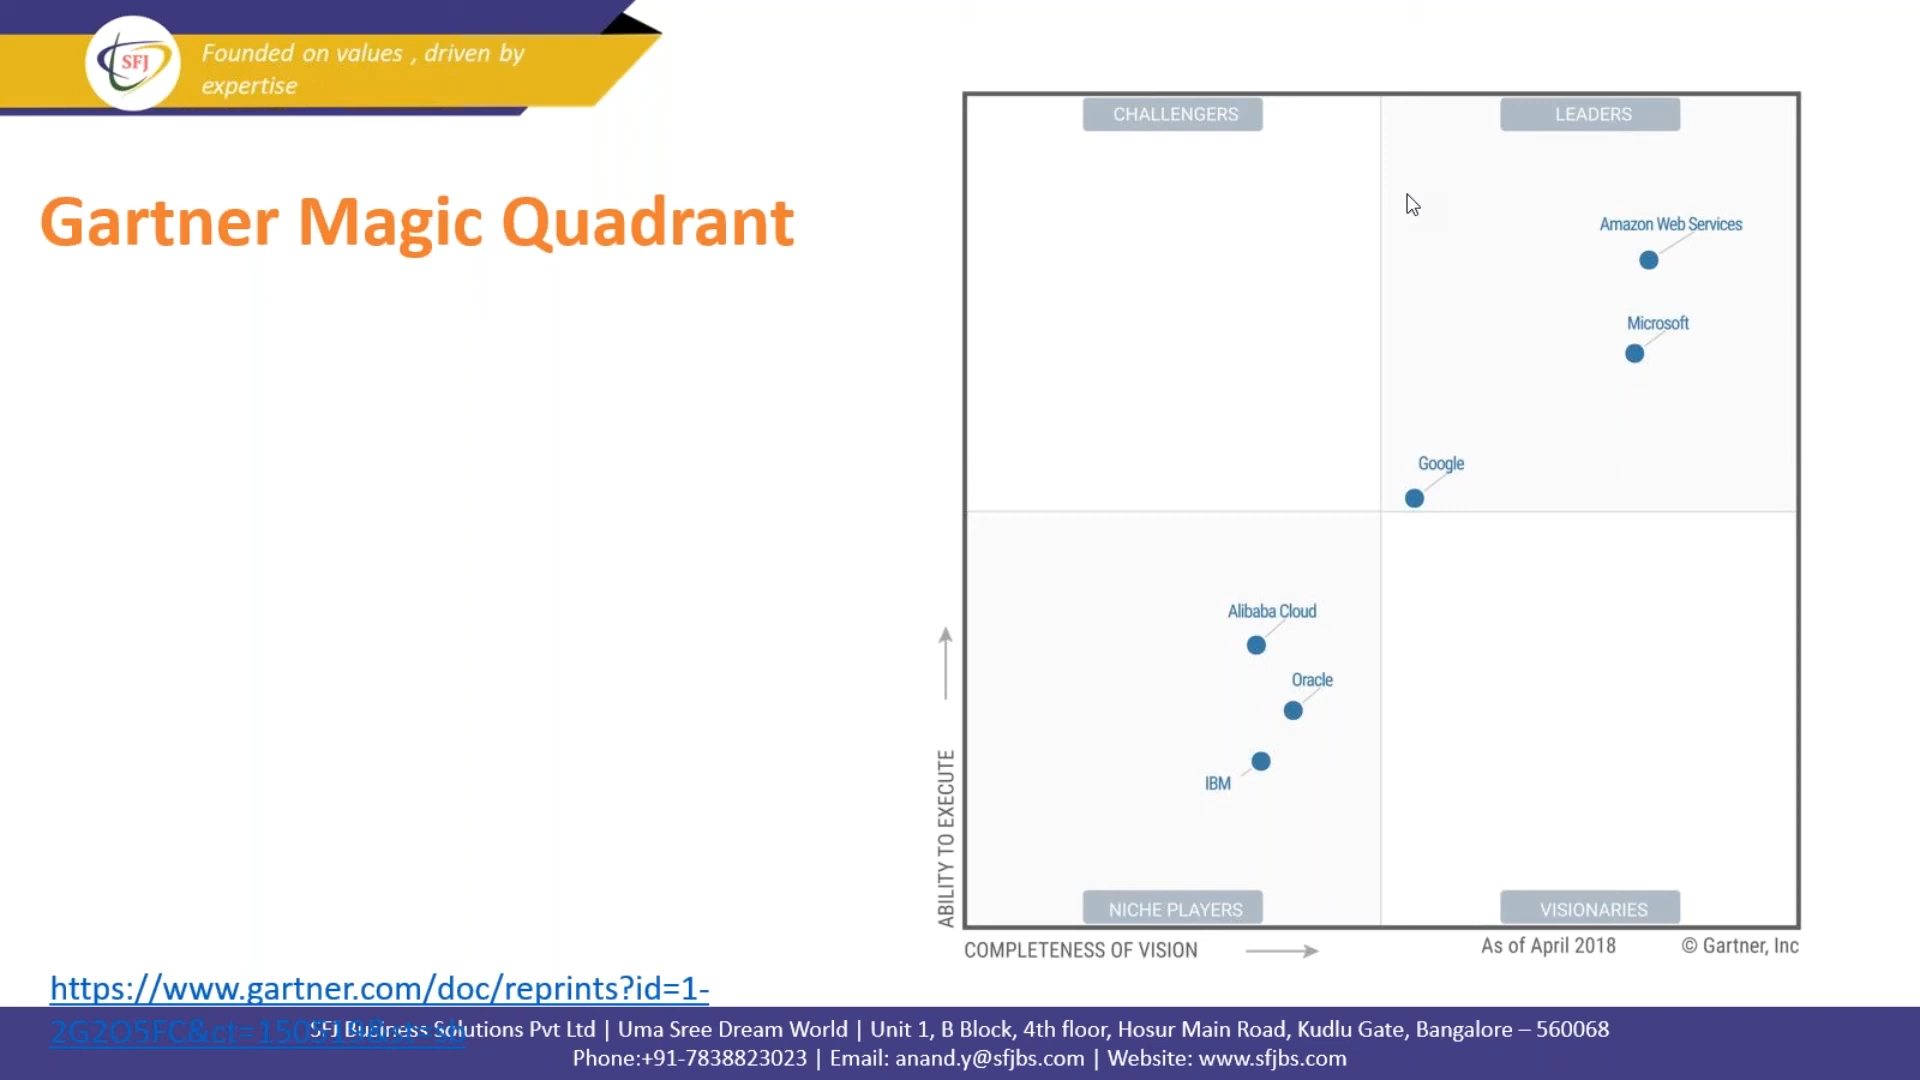 SFJ
Founded on values , driven by
expertise
Gartner Magic Quadrant
CHALLENGERS
LEADERS
Amazon Web Services
Microsoft
Google
Alibaba Cloud
Oracle
IBM
NICHE PLAYERS
VISIONARIES
ABILITY TO EXECUTE
COMPLETENESS OF VISION
As of April 2018
© Gartner, Inc
https://www.gartner.com/doc/reprints?id=1-
SFJ Business Solutions Pvt Ltd | Uma Sree Dream World | Unit 1, B Block, 4th floor, Hosur Main Road, Kudlu Gate, Bangalore – 560068
Phone:+91-7838823023 | Email: anand.y@sfjbs.com | Website: www.sfjbs.com